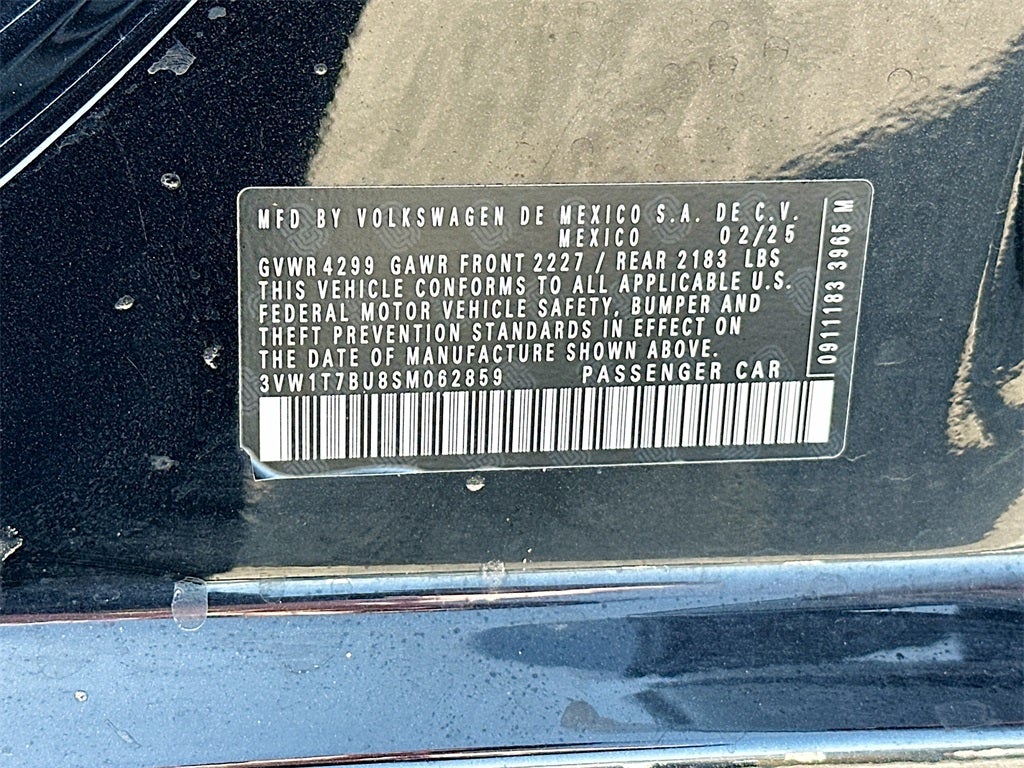 MFD BY VOLKSWAGEN DE MEXICO S.A. DE C.V.
MEXICO 02/25
GVWR 4299 GAWR FRONT 2227 / REAR 2183 LBS
THIS VEHICLE CONFORMS TO ALL APPLICABLE U.S.
FEDERAL MOTOR VEHICLE SAFETY, BUMPER AND
THEFT PREVENTION STANDARDS IN EFFECT ON
THE DATE OF MANUFACTURE SHOWN ABOVE.
3VW1T7BU8SM062859 PASSENGER CAR
0911183 3965 M